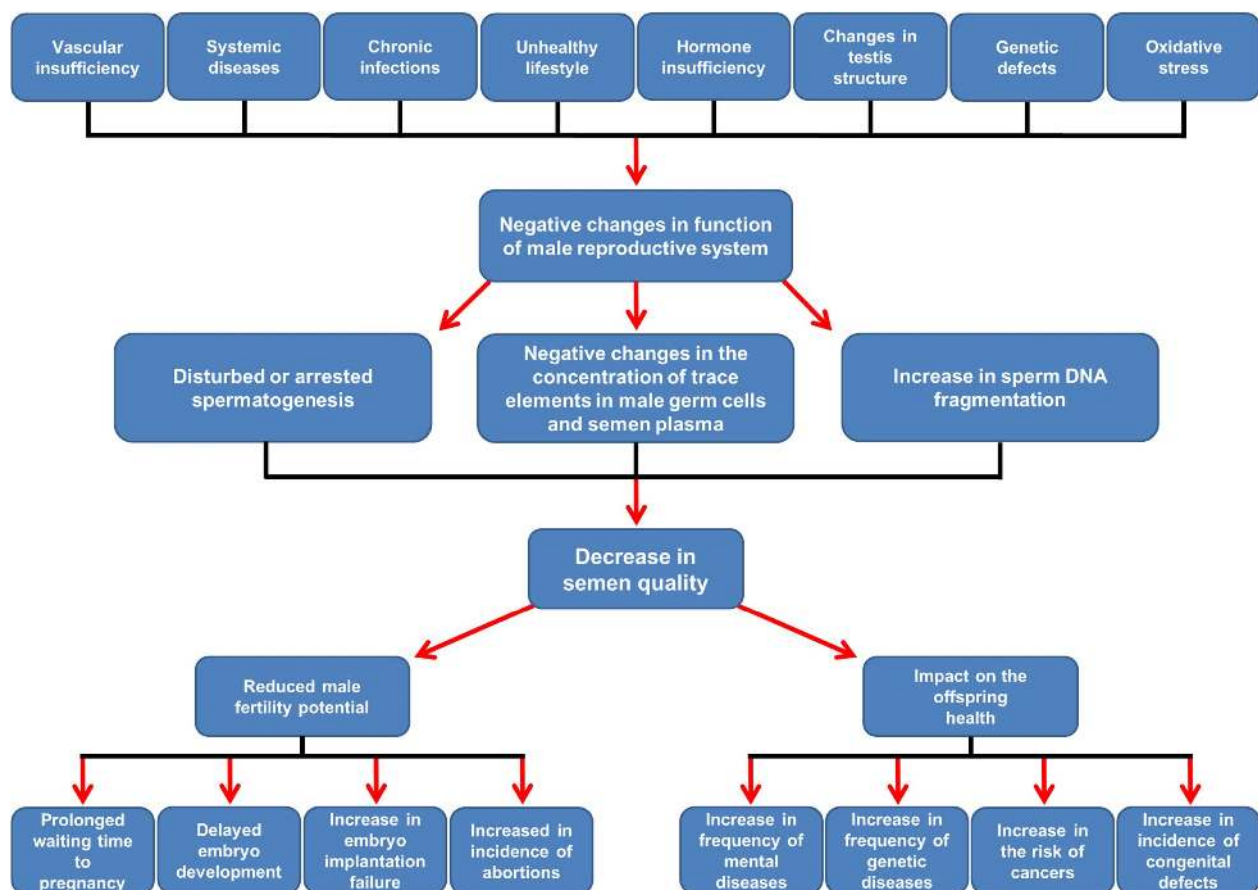 Vascular
insufficiency
Systemic
diseases
Chronic
infections
Unhealthy
lifestyle
Hormone
insufficiency
Changes in
testis
structure
Genetic
defects
Oxidative
stress
Negative changes in function
of male reproductive system
Disturbed or arrested
spermatogenesis
Negative changes in the
concentration of trace
elements in male germ cells
and semen plasma
Increase in sperm DNA
fragmentation
Decrease in
semen quality
Reduced male
fertility potential
Impact on the
offspring
health
Prolonged
waiting time
to
pregnancy
Delayed
embryo
development
Increase in
embryo
implantation
failure
Increased in
incidence of
abortions
Increase in
frequency of
mental
diseases
Increase in
frequency of
genetic
diseases
Increase in
the risk of
cancers
Increase in
incidence of
congenital
defects